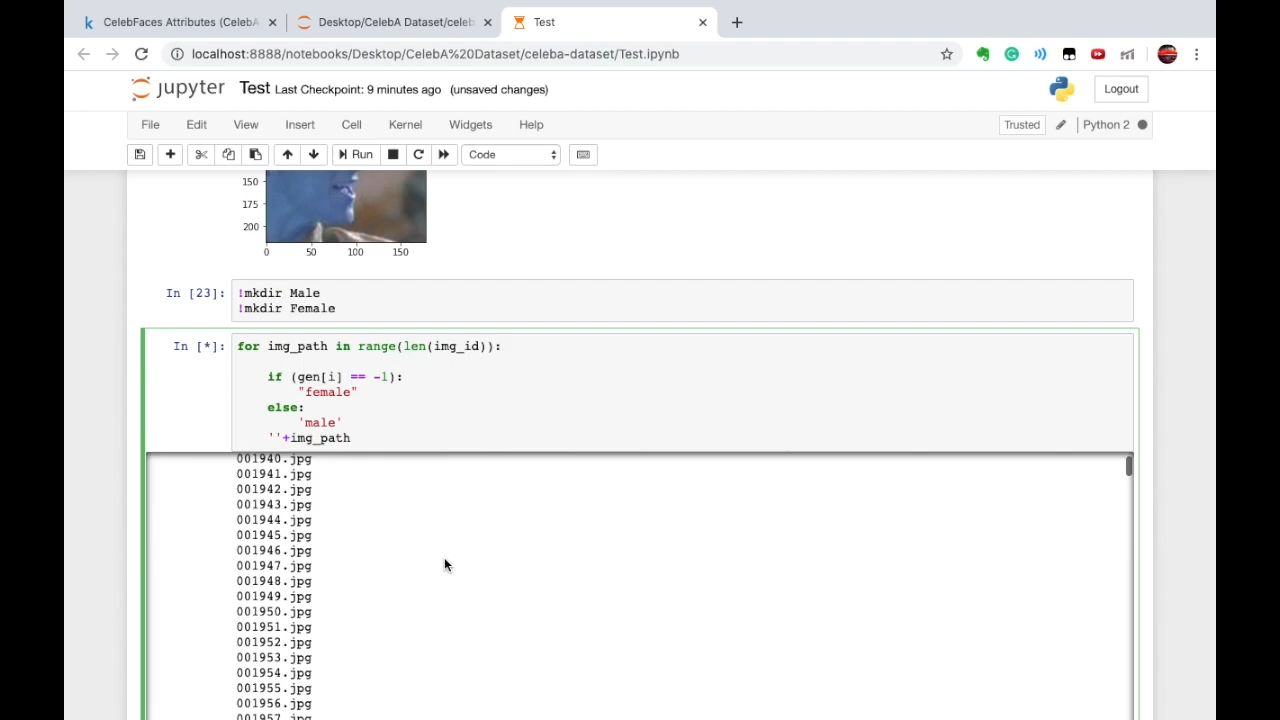 k CelebFaces Attributes (CelebA
Desktop/CelebA Dataset/celeb
Test
localhost:8888/notebooks/Desktop/CelebA%20Dataset/celeba-dataset/Test.ipynb
jupyter Test Last Checkpoint: 9 minutes ago (unsaved changes)
Logout
File Edit View Insert Cell Kernel Widgets Help
Trusted Python 2
Run Code
150
175
200
0 50 100 150
In [23]: !mkdir Male
!mkdir Female
In [*]: for img_path in range(len(img_id)):
if (gen[i] == -1):
"female"
else:
'male'
''+img_path
001940.jpg
001941.jpg
001942.jpg
001943.jpg
001944.jpg
001945.jpg
001946.jpg
001947.jpg
001948.jpg
001949.jpg
001950.jpg
001951.jpg
001952.jpg
001953.jpg
001954.jpg
001955.jpg
001956.jpg
001957.jpg